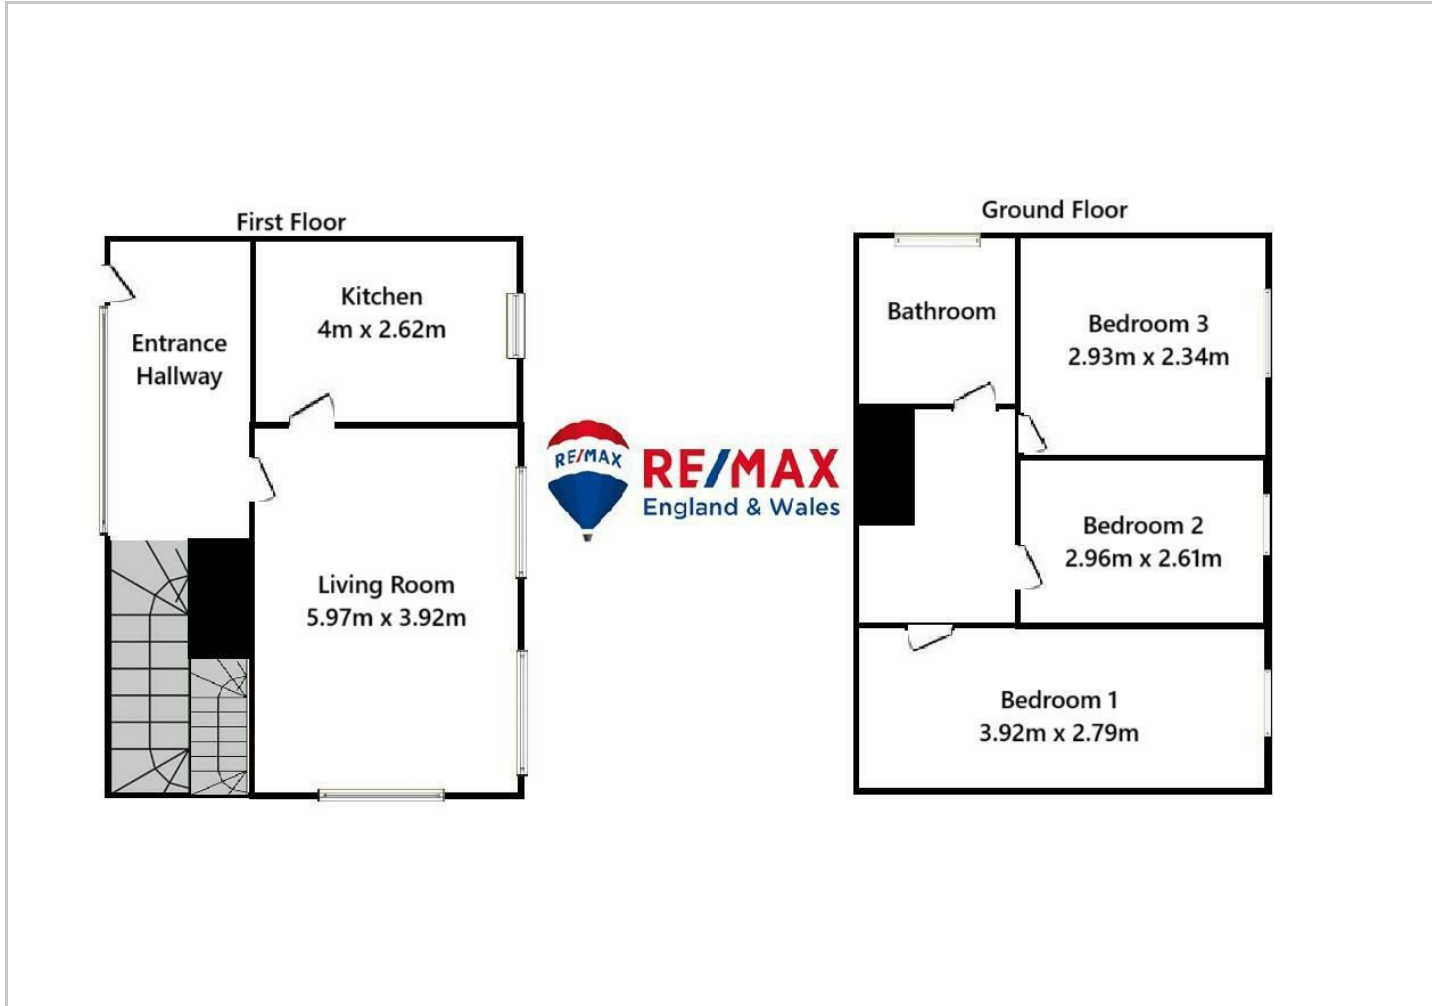 First Floor
Kitchen
4m x 2.62m
Entrance
Hallway
Living Room
5.97m x 3.92m
RE/MAX
RE/MAX
England & Wales
Ground Floor
Bathroom
Bedroom 3
2.93m x 2.34m
Bedroom 2
2.96m x 2.61m
Bedroom 1
3.92m x 2.79m